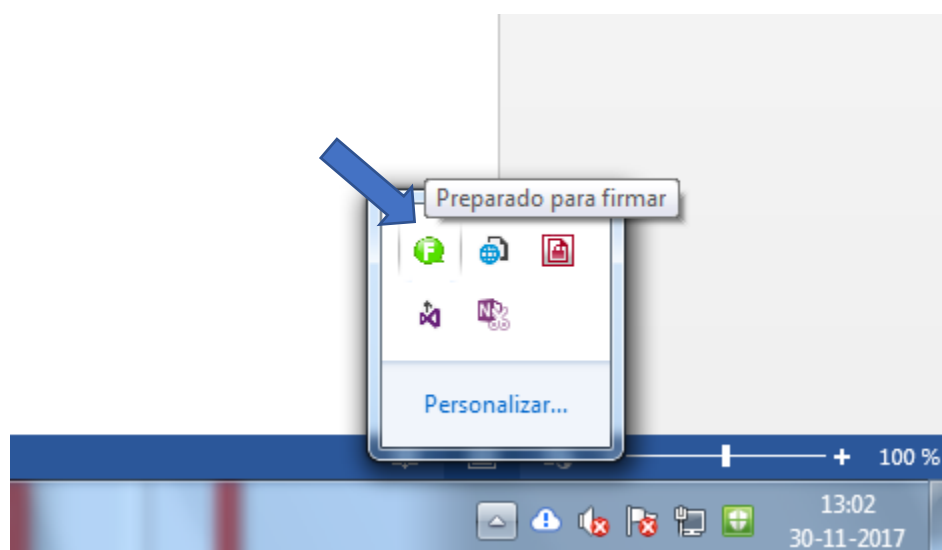 Preparado para firmar
F
N
Personalizar...
100 %
13:02
30-11-2017